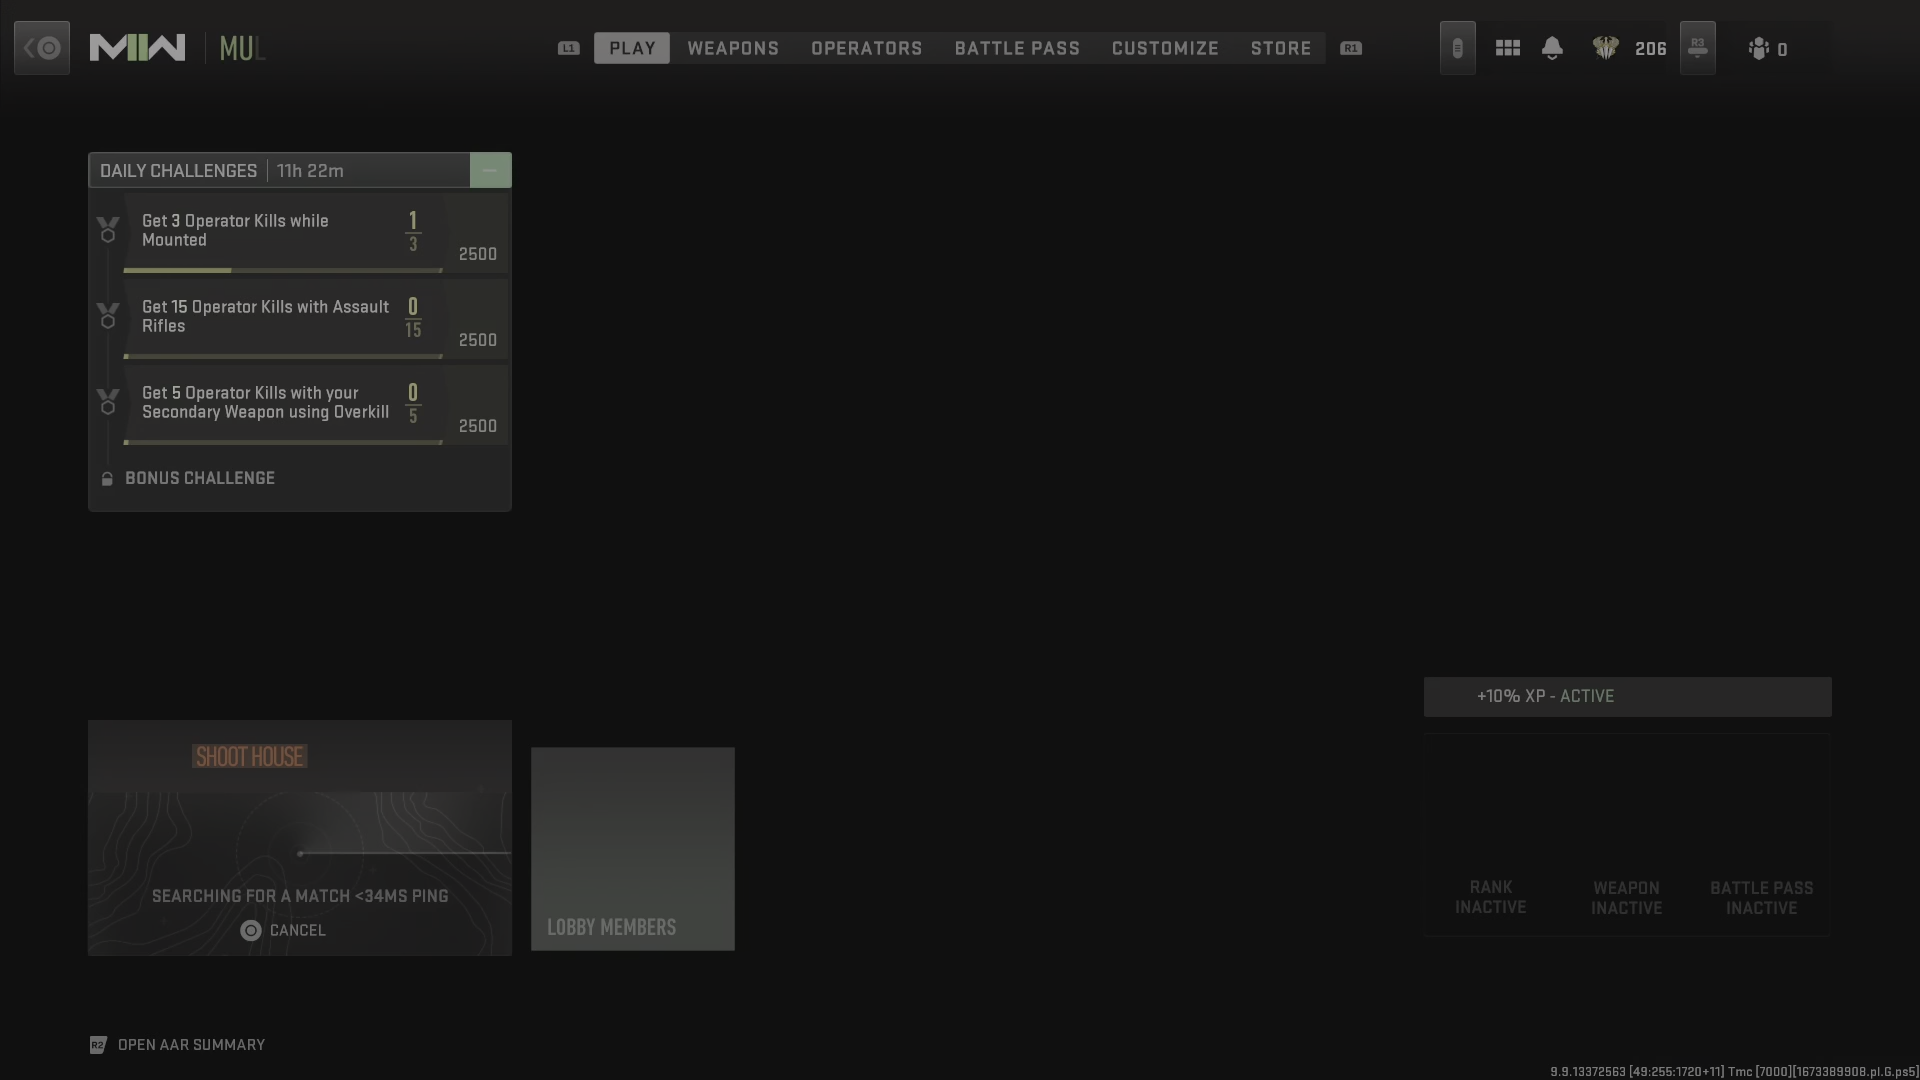 MWII MUL
L1 PLAY WEAPONS OPERATORS BATTLE PASS CUSTOMIZE STORE R1
206 R3 0
DAILY CHALLENGES 11h 22m
Get 3 Operator Kills while
Mounted
1
3
2500
Get 15 Operator Kills with Assault
Rifles
0
15
2500
Get 5 Operator Kills with your
Secondary Weapon using Overkill
0
5
2500
BONUS CHALLENGE
+10% XP - ACTIVE
SHOOT HOUSE
SEARCHING FOR A MATCH <34MS PING
CANCEL
LOBBY MEMBERS
RANK
INACTIVE
WEAPON
INACTIVE
BATTLE PASS
INACTIVE
R2 OPEN AAR SUMMARY
9.9.13372563 [49:255:1720+11] Tmc [7000][1673389908.pl.G.ps5]